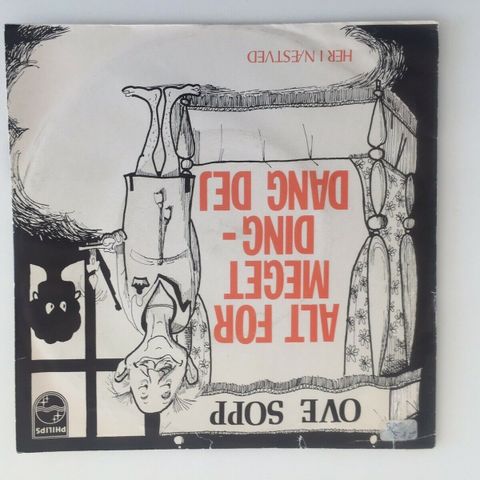 PHILIPS
OVE SOPP
ALT FOR
MEGET
DING-
DANG DEJ
HER I NÆSTVED